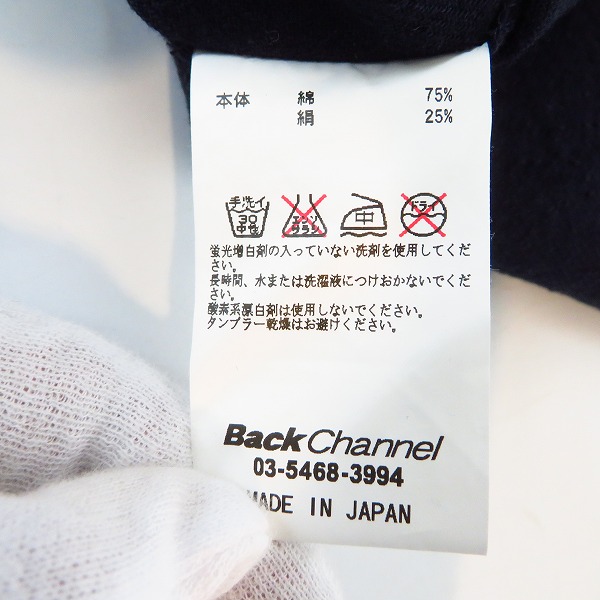 本体 綿 75%
絹 25%
手洗イ エンソ サラシ 中 ドライ
30
中性
蛍光増白剤の入っていない洗剤を使用してくだ
さい。
長時間、水または洗濯液につけおかないでくだ
さい。
酸素系漂白剤は使用しないでください。
タンブラー乾燥はお避けください。
BackChannel
03-5468-3994
MADE IN JAPAN